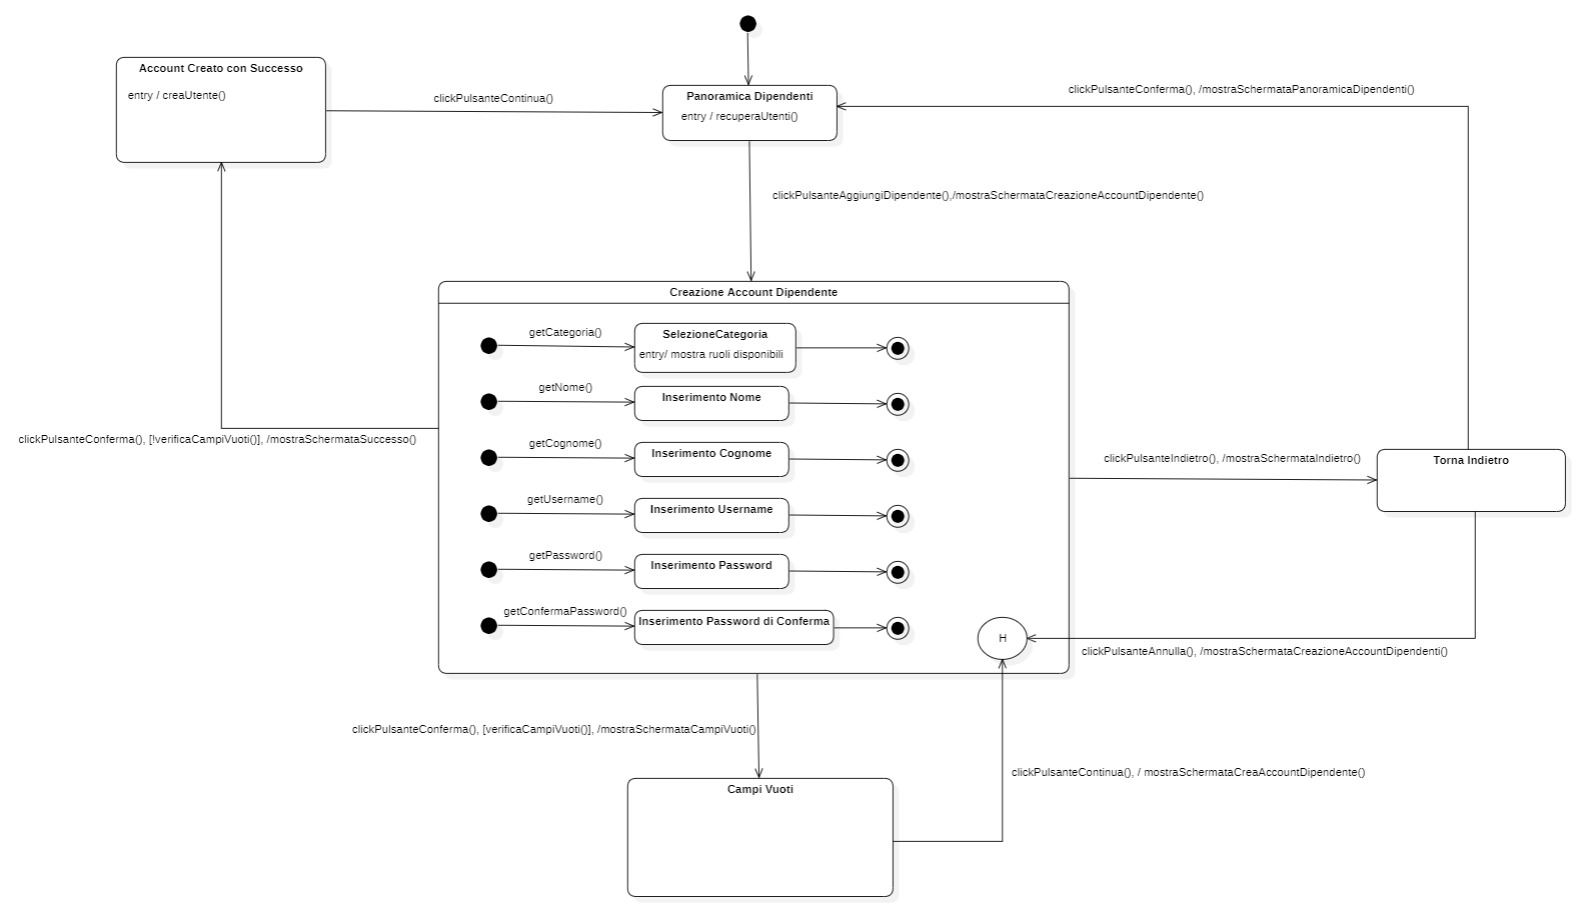 Account Creato con Successo
entry / creaUtente()
clickPulsanteContinua()
Panoramica Dipendenti
entry / recuperaUtenti()
clickPulsanteConferma(), /mostraSchermataPanoramicaDipendenti()
clickPulsanteAggiungiDipendente(),/mostraSchermataCreazioneAccountDipendente()
Creazione Account Dipendente
getCategoria()
SelezioneCategoria
entry/ mostra ruoli disponibili
getNome()
Inserimento Nome
clickPulsanteConferma(), [!verificaCampiVuoti()], /mostraSchermataSuccesso()
getCognome()
Inserimento Cognome
clickPulsanteIndietro(), /mostraSchermataIndietro()
Torna Indietro
getUsername()
Inserimento Username
getPassword()
Inserimento Password
getConfermaPassword()
Inserimento Password di Conferma
H
clickPulsanteAnnulla(), /mostraSchermataCreazioneAccountDipendenti()
clickPulsanteConferma(), [verificaCampiVuoti()], /mostraSchermataCampiVuoti()
clickPulsanteContinua(), / mostraSchermataCreaAccountDipendente()
Campi Vuoti